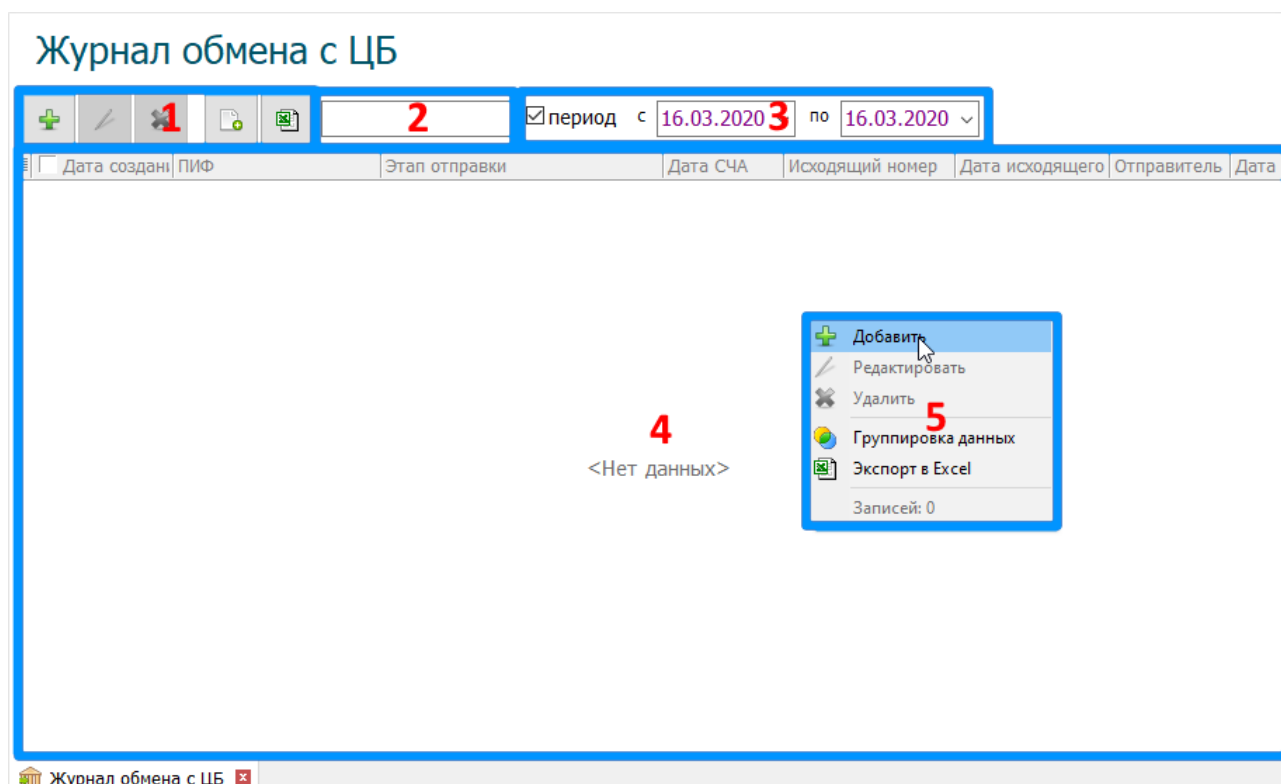 Журнал обмена с ЦБ
1 2 период с 16.03.2020 3 по 16.03.2020
Дата создани ПИФ Этап отправки Дата СЧА Исходящий номер Дата исходящего Отправитель Дата
Добавить
Редактировать
Удалить
5
4
Группировка данных
<Нет данных>
Экспорт в Excel
Записей: 0
Журнал обмена с ЦБ